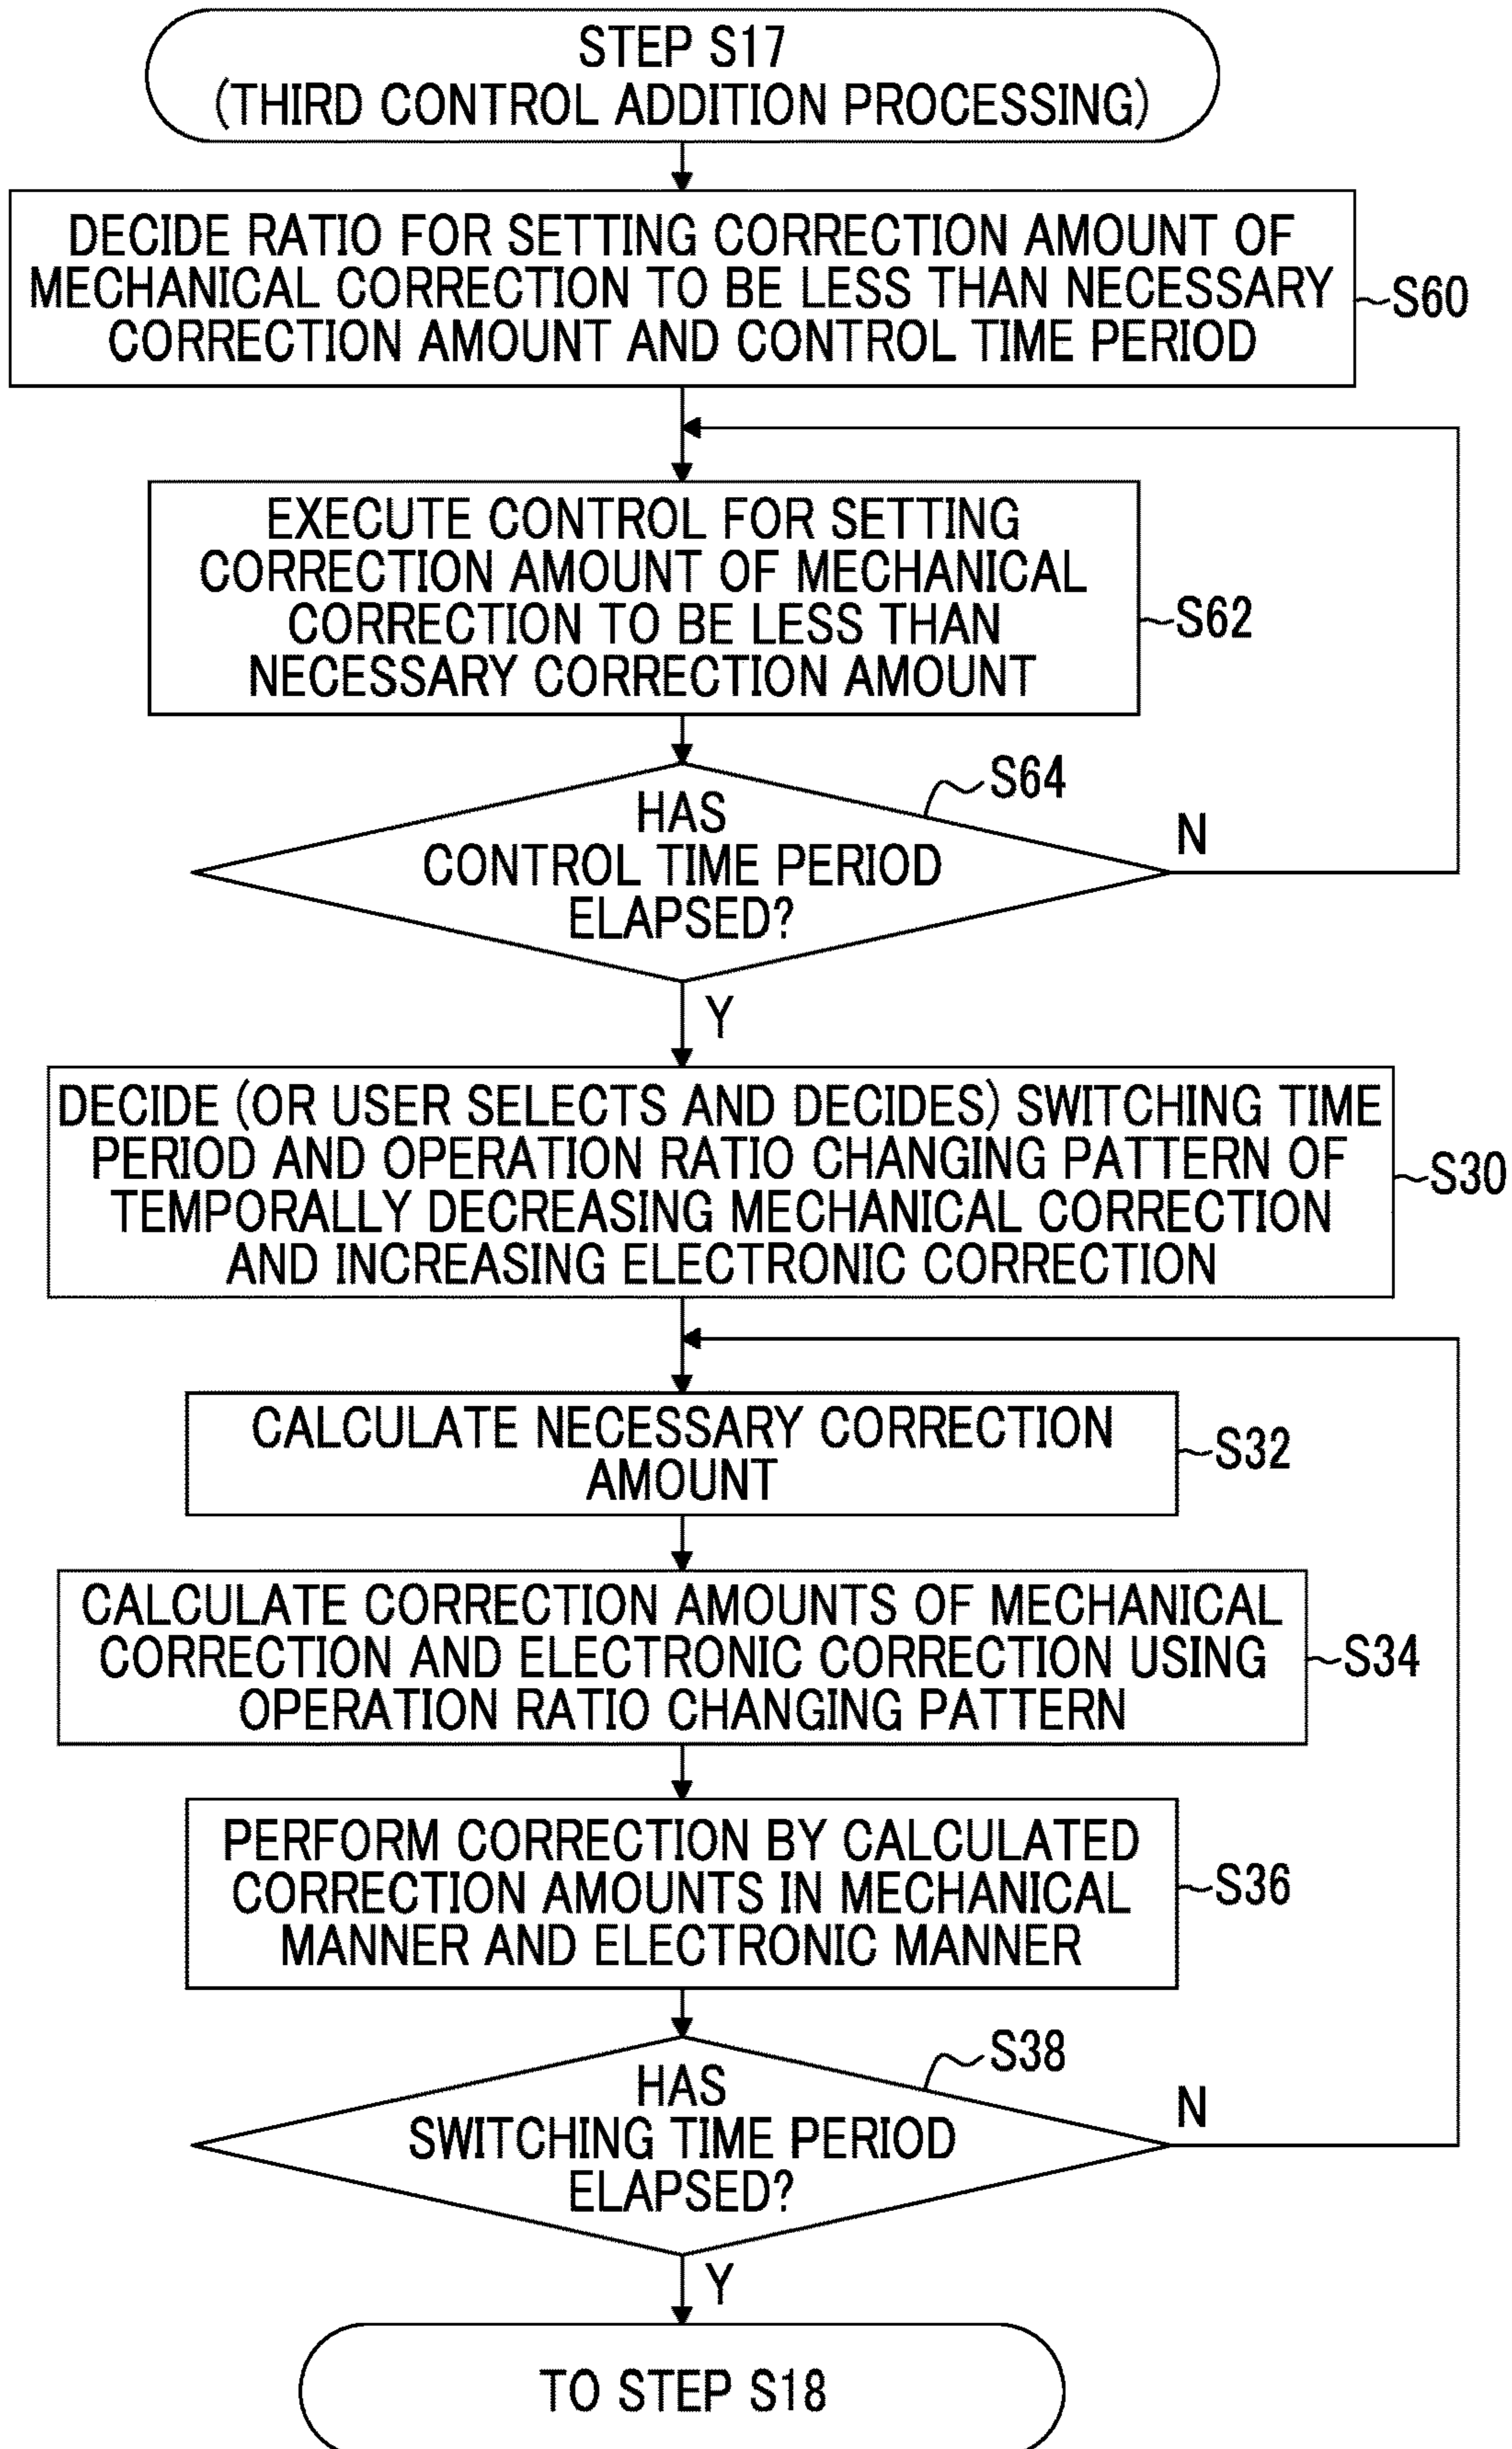 STEP S17
(THIRD CONTROL ADDITION PROCESSING)
DECIDE RATIO FOR SETTING CORRECTION AMOUNT OF
MECHANICAL CORRECTION TO BE LESS THAN NECESSARY
CORRECTION AMOUNT AND CONTROL TIME PERIOD
S60
EXECUTE CONTROL FOR SETTING
CORRECTION AMOUNT OF MECHANICAL
CORRECTION TO BE LESS THAN
NECESSARY CORRECTION AMOUNT
S62
S64
HAS
CONTROL TIME PERIOD
ELAPSED?
N
Y
DECIDE (OR USER SELECTS AND DECIDES) SWITCHING TIME
PERIOD AND OPERATION RATIO CHANGING PATTERN OF
TEMPORALLY DECREASING MECHANICAL CORRECTION
AND INCREASING ELECTRONIC CORRECTION
S30
CALCULATE NECESSARY CORRECTION
AMOUNT
S32
CALCULATE CORRECTION AMOUNTS OF MECHANICAL
CORRECTION AND ELECTRONIC CORRECTION USING
OPERATION RATIO CHANGING PATTERN
S34
PERFORM CORRECTION BY CALCULATED
CORRECTION AMOUNTS IN MECHANICAL
MANNER AND ELECTRONIC MANNER
S36
S38
HAS
SWITCHING TIME PERIOD
ELAPSED?
N
Y
TO STEP S18